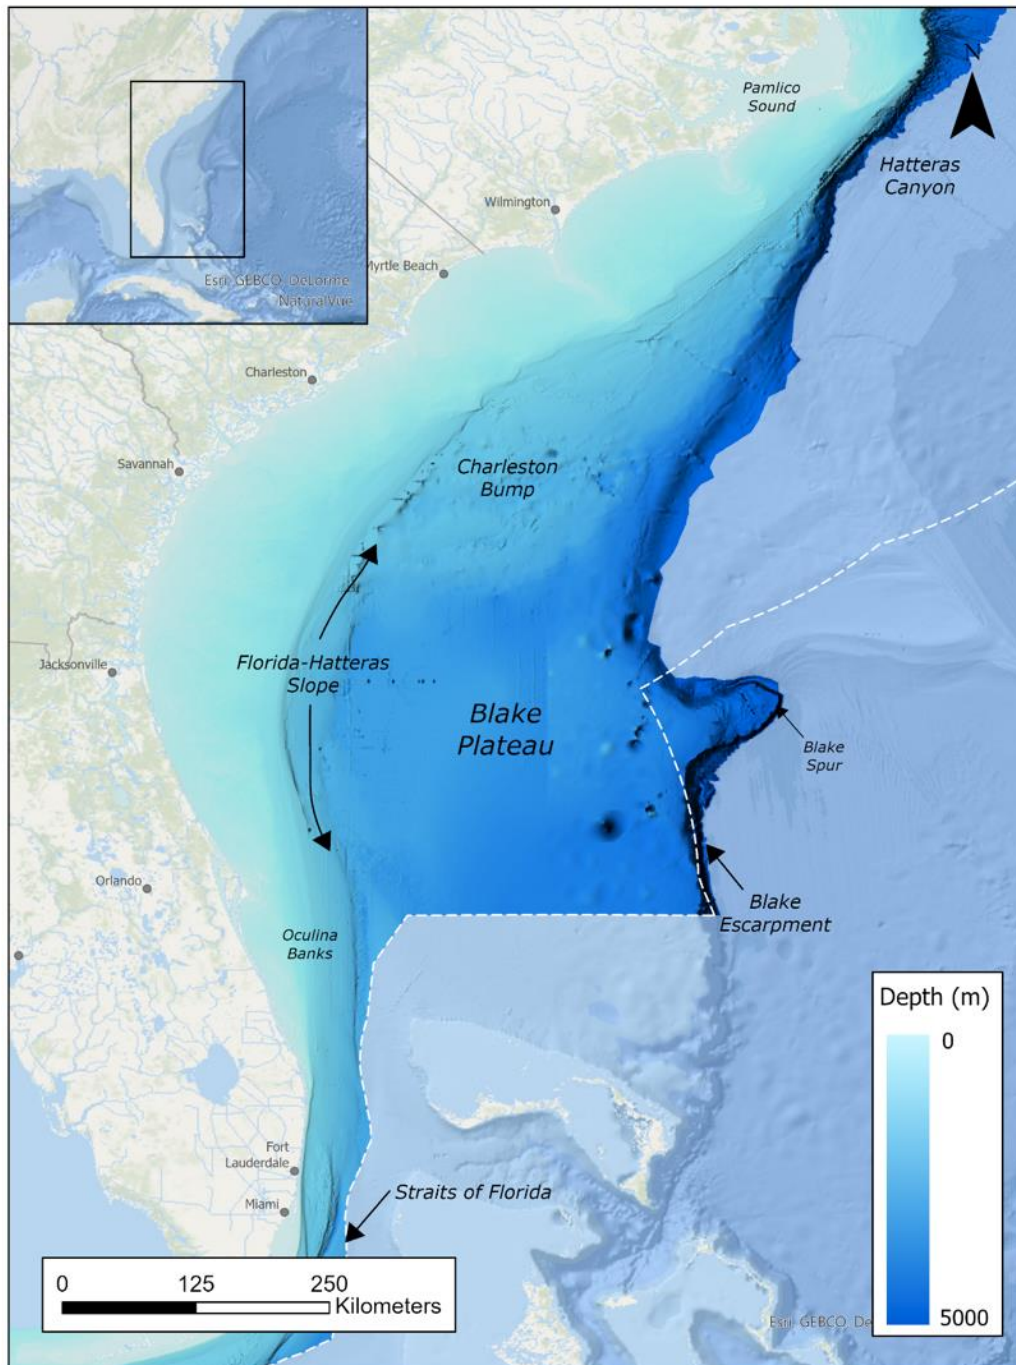 Esri, GEBCO, DeLorme,
NaturalVue
N
Pamlico
Sound
Hatteras
Canyon
Wilmington
Myrtle Beach
Charleston
Charleston
Bump
Savannah
Florida-Hatteras
Slope
Jacksonville
Blake
Plateau
Blake
Spur
Orlando
Blake
Escarpment
Oculina
Banks
Depth (m)
0
5000
Fort
Lauderdale
Miami
Straits of Florida
0 125 250
Kilometers
Esri, GEBCO, De